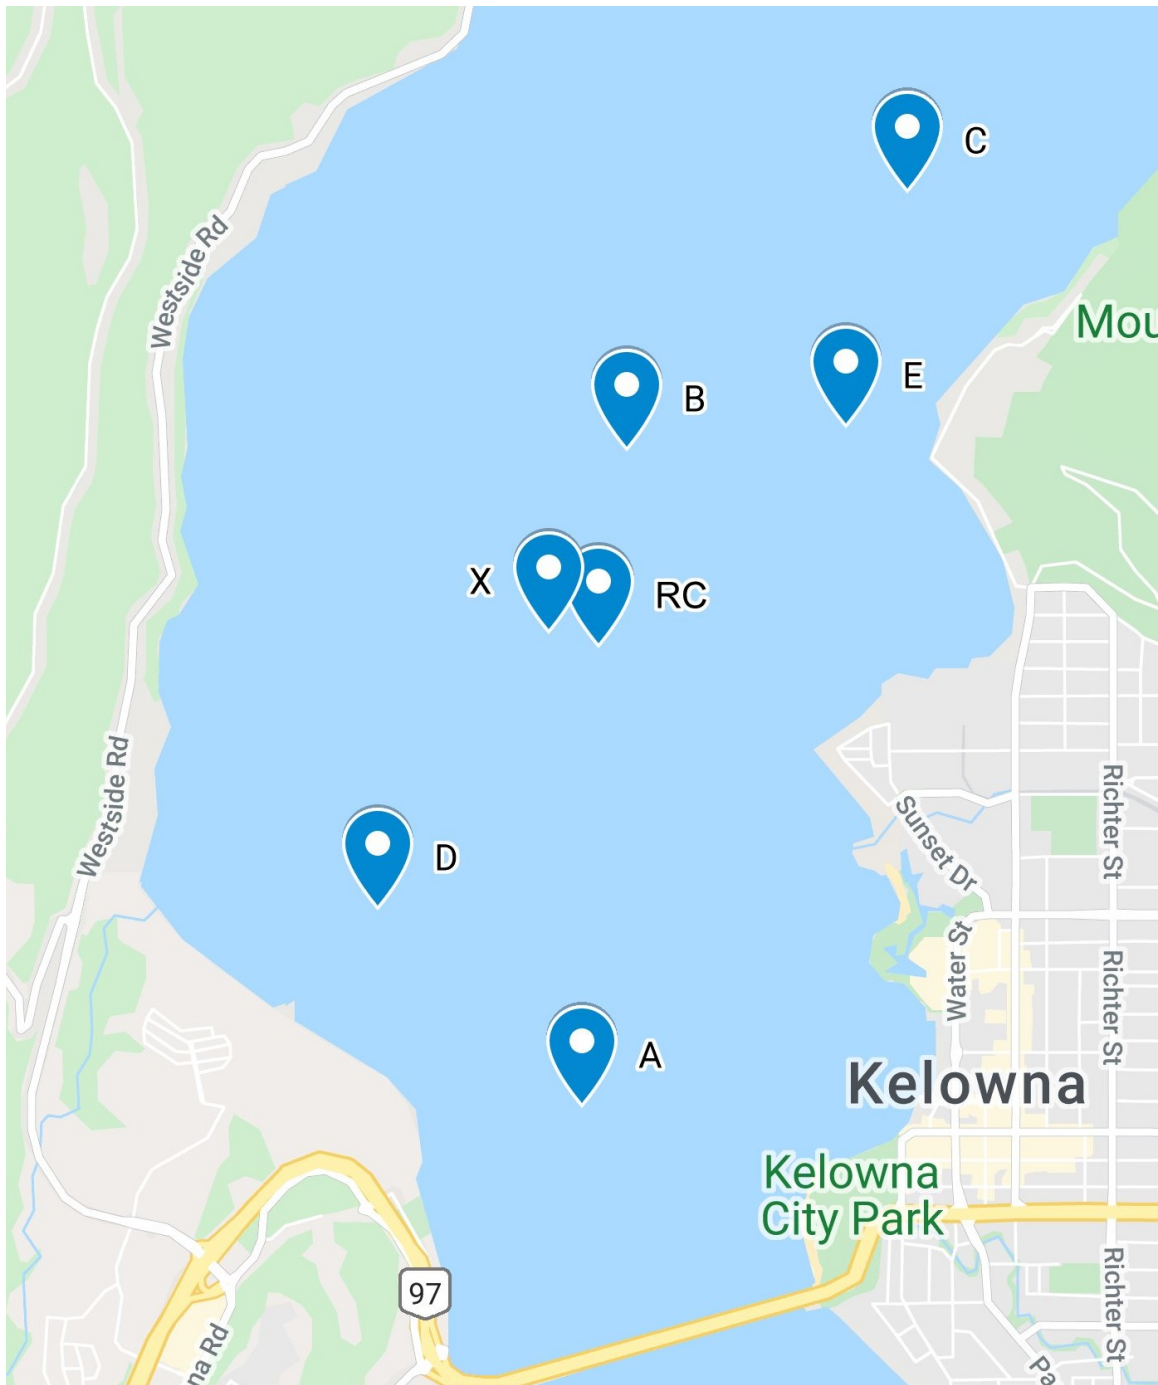 C
Westside Rd
Mou
E
B
X
RC
Westside Rd
Richter St
Sunset Dr
D
Water St
Richter St
A
Kelowna
Kelowna
City Park
97
Richter St
na Rd
Pa